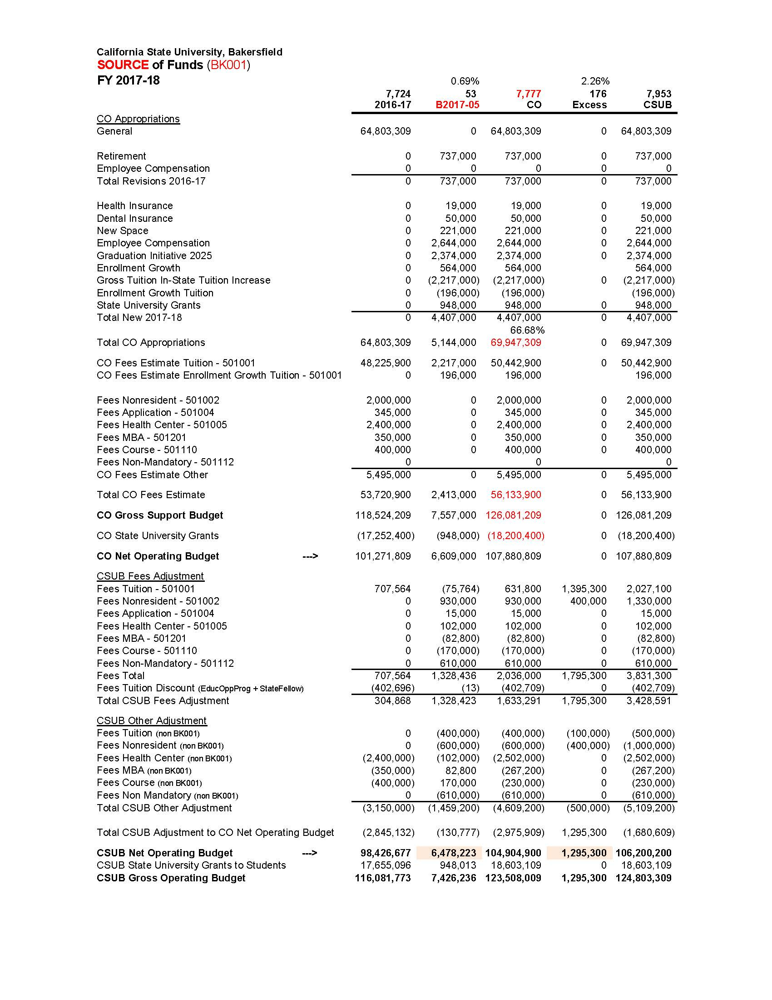 California State University, Bakersfield
SOURCE of Funds (BK001)
FY 2017-18 0.69% 2.26%
7,724 53 7,777 176 7,953
2016-17 B2017-05 CO Excess CSUB
CO Appropriations
General 64,803,309 0 64,803,309 0 64,803,309
Retirement 0 737,000 737,000 0 737,000
Employee Compensation 0 0 0 0 0
Total Revisions 2016-17 0 737,000 737,000 0 737,000
Health Insurance 0 19,000 19,000 0 19,000
Dental Insurance 0 50,000 50,000 0 50,000
New Space 0 221,000 221,000 0 221,000
Employee Compensation 0 2,644,000 2,644,000 0 2,644,000
Graduation Initiative 2025 0 2,374,000 2,374,000 0 2,374,000
Enrollment Growth 0 564,000 564,000 564,000
Gross Tuition In-State Tuition Increase 0 (2,217,000) (2,217,000) 0 (2,217,000)
Enrollment Growth Tuition 0 (196,000) (196,000) (196,000)
State University Grants 0 948,000 948,000 0 948,000
Total New 2017-18 0 4,407,000 4,407,000 0 4,407,000
66.68%
Total CO Appropriations 64,803,309 5,144,000 69,947,309 0 69,947,309
CO Fees Estimate Tuition - 501001 48,225,900 2,217,000 50,442,900 0 50,442,900
CO Fees Estimate Enrollment Growth Tuition - 501001 0 196,000 196,000 196,000
Fees Nonresident - 501002 2,000,000 0 2,000,000 0 2,000,000
Fees Application - 501004 345,000 0 345,000 0 345,000
Fees Health Center - 501005 2,400,000 0 2,400,000 0 2,400,000
Fees MBA - 501201 350,000 0 350,000 0 350,000
Fees Course - 501110 400,000 0 400,000 0 400,000
Fees Non-Mandatory - 501112 0 0 0
CO Fees Estimate Other 5,495,000 0 5,495,000 0 5,495,000
Total CO Fees Estimate 53,720,900 2,413,000 56,133,900 0 56,133,900
CO Gross Support Budget 118,524,209 7,557,000 126,081,209 0 126,081,209
CO State University Grants (17,252,400) (948,000) (18,200,400) 0 (18,200,400)
CO Net Operating Budget ---> 101,271,809 6,609,000 107,880,809 0 107,880,809
CSUB Fees Adjustment
Fees Tuition - 501001 707,564 (75,764) 631,800 1,395,300 2,027,100
Fees Nonresident - 501002 0 930,000 930,000 400,000 1,330,000
Fees Application - 501004 0 15,000 15,000 0 15,000
Fees Health Center - 501005 0 102,000 102,000 0 102,000
Fees MBA - 501201 0 (82,800) (82,800) 0 (82,800)
Fees Course - 501110 0 (170,000) (170,000) 0 (170,000)
Fees Non-Mandatory - 501112 0 610,000 610,000 0 610,000
Fees Total 707,564 1,328,436 2,036,000 1,795,300 3,831,300
Fees Tuition Discount (EducOppProg + StateFellow) (402,696) (13) (402,709) 0 (402,709)
Total CSUB Fees Adjustment 304,868 1,328,423 1,633,291 1,795,300 3,428,591
CSUB Other Adjustment
Fees Tuition (non BK001) 0 (400,000) (400,000) (100,000) (500,000)
Fees Nonresident (non BK001) 0 (600,000) (600,000) (400,000) (1,000,000)
Fees Health Center (non BK001) (2,400,000) (102,000) (2,502,000) 0 (2,502,000)
Fees MBA (non BK001) (350,000) 82,800 (267,200) 0 (267,200)
Fees Course (non BK001) (400,000) 170,000 (230,000) 0 (230,000)
Fees Non Mandatory (non BK001) 0 (610,000) (610,000) 0 (610,000)
Total CSUB Other Adjustment (3,150,000) (1,459,200) (4,609,200) (500,000) (5,109,200)
Total CSUB Adjustment to CO Net Operating Budget (2,845,132) (130,777) (2,975,909) 1,295,300 (1,680,609)
CSUB Net Operating Budget ---> 98,426,677 6,478,223 104,904,900 1,295,300 106,200,200
CSUB State University Grants to Students 17,655,096 948,013 18,603,109 0 18,603,109
CSUB Gross Operating Budget 116,081,773 7,426,236 123,508,009 1,295,300 124,803,309